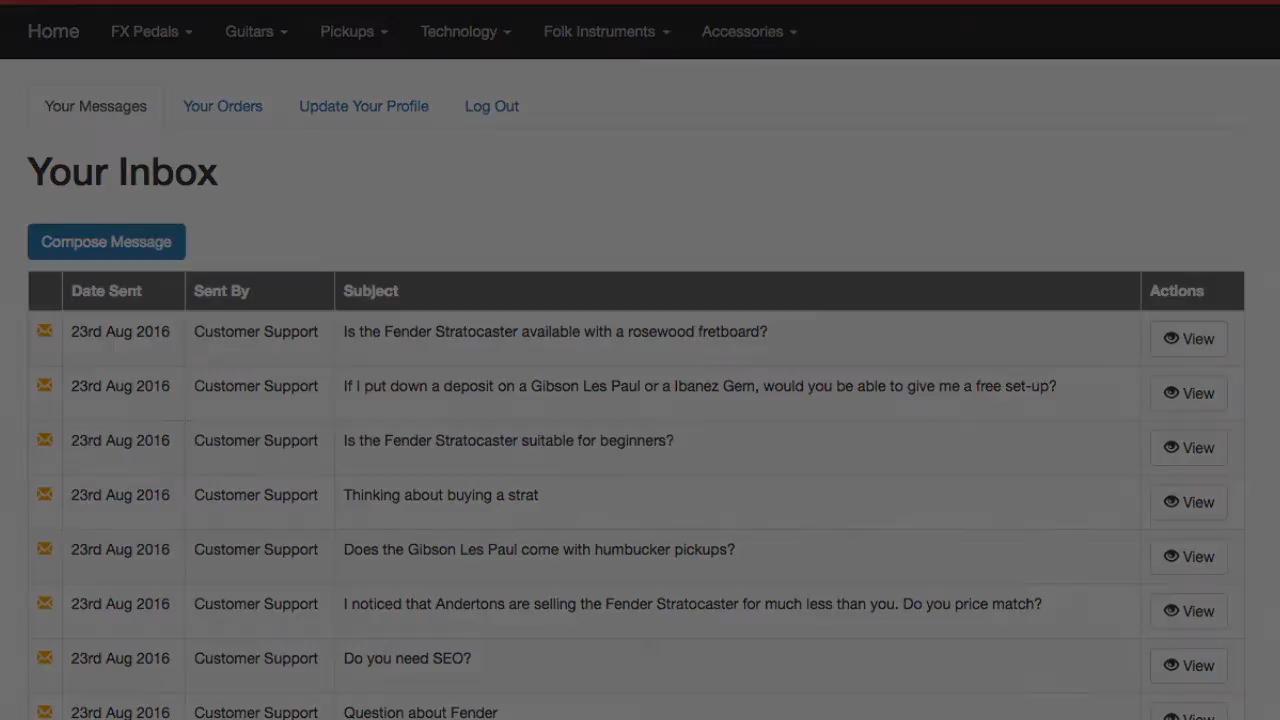 Home FX Pedals Guitars Pickups Technology Folk Instruments Accessories
Your Messages Your Orders Update Your Profile Log Out
Your Inbox
Compose Message
Date Sent Sent By Subject Actions
23rd Aug 2016 Customer Support Is the Fender Stratocaster available with a rosewood fretboard? View
23rd Aug 2016 Customer Support If I put down a deposit on a Gibson Les Paul or a Ibanez Gem, would you be able to give me a free set-up? View
23rd Aug 2016 Customer Support Is the Fender Stratocaster suitable for beginners? View
23rd Aug 2016 Customer Support Thinking about buying a strat View
23rd Aug 2016 Customer Support Does the Gibson Les Paul come with humbucker pickups? View
23rd Aug 2016 Customer Support I noticed that Andertons are selling the Fender Stratocaster for much less than you. Do you price match? View
23rd Aug 2016 Customer Support Do you need SEO? View
23rd Aug 2016 Customer Support Question about Fender View